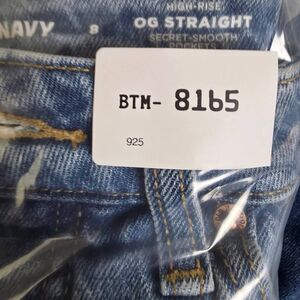 HIGH-RISE
NAVY 8 OG STRAIGHT
SECRET-SMOOTH
POCKETS
BTM- 8165
925